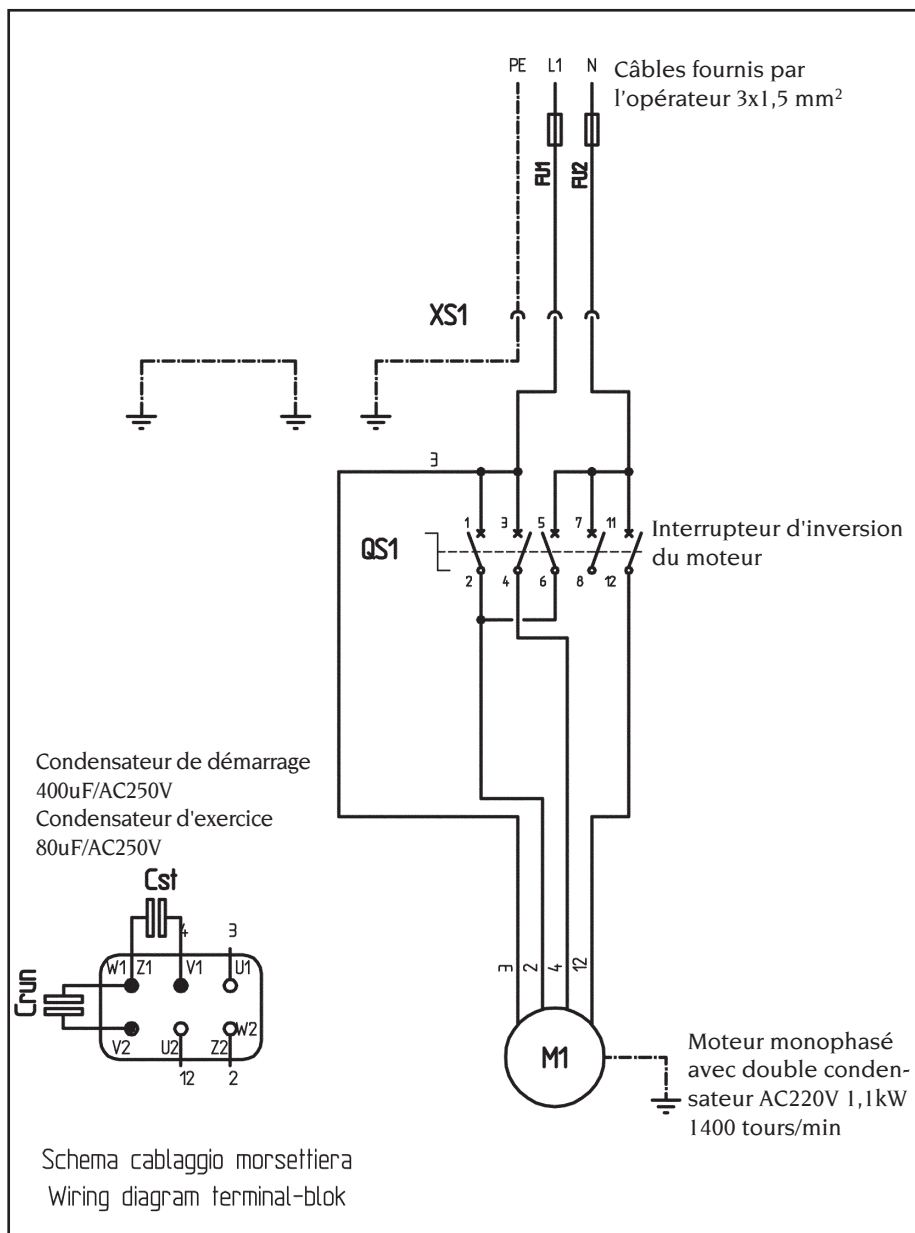 PE L1 N
Câbles fournis par
l'opérateur 3x1,5 mm²
FU1 FU2
XS1
3
1 3 5 7 11
QS1
Interrupteur d'inversion
du moteur
2 4 6 8 12
Condensateur de démarrage
400uF/AC250V
Condensateur d'exercice
80uF/AC250V
Cst
4 3
W1 Z1 V1 U1
Crun
V2 U2 Z2 W2
12 2
3 2 4 12
M1
Moteur monophasé
avec double conden-
sateur AC220V 1,1kW
1400 tours/min
Schema cablaggio morsettiera
Wiring diagram terminal-blok